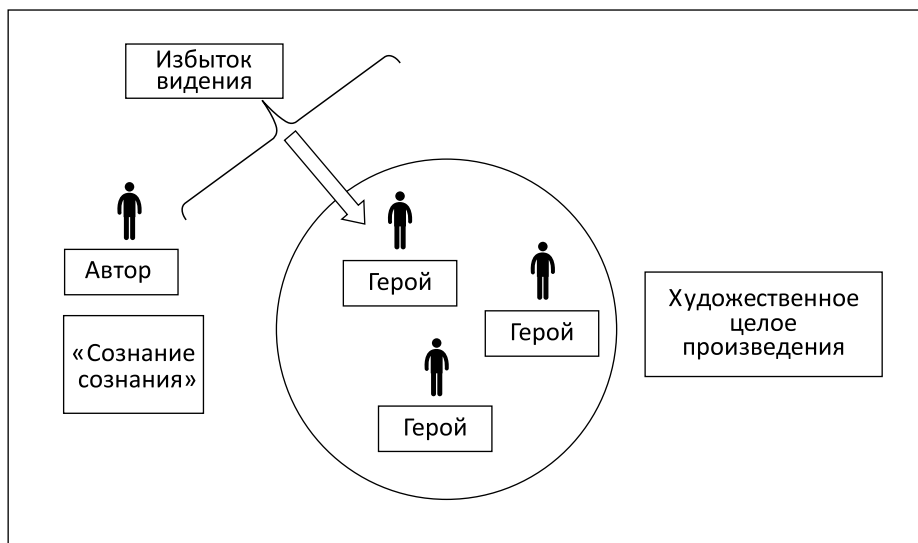 Избыток
видения
Автор
«Сознание
сознания»
Герой
Герой
Герой
Художественное
целое
произведения